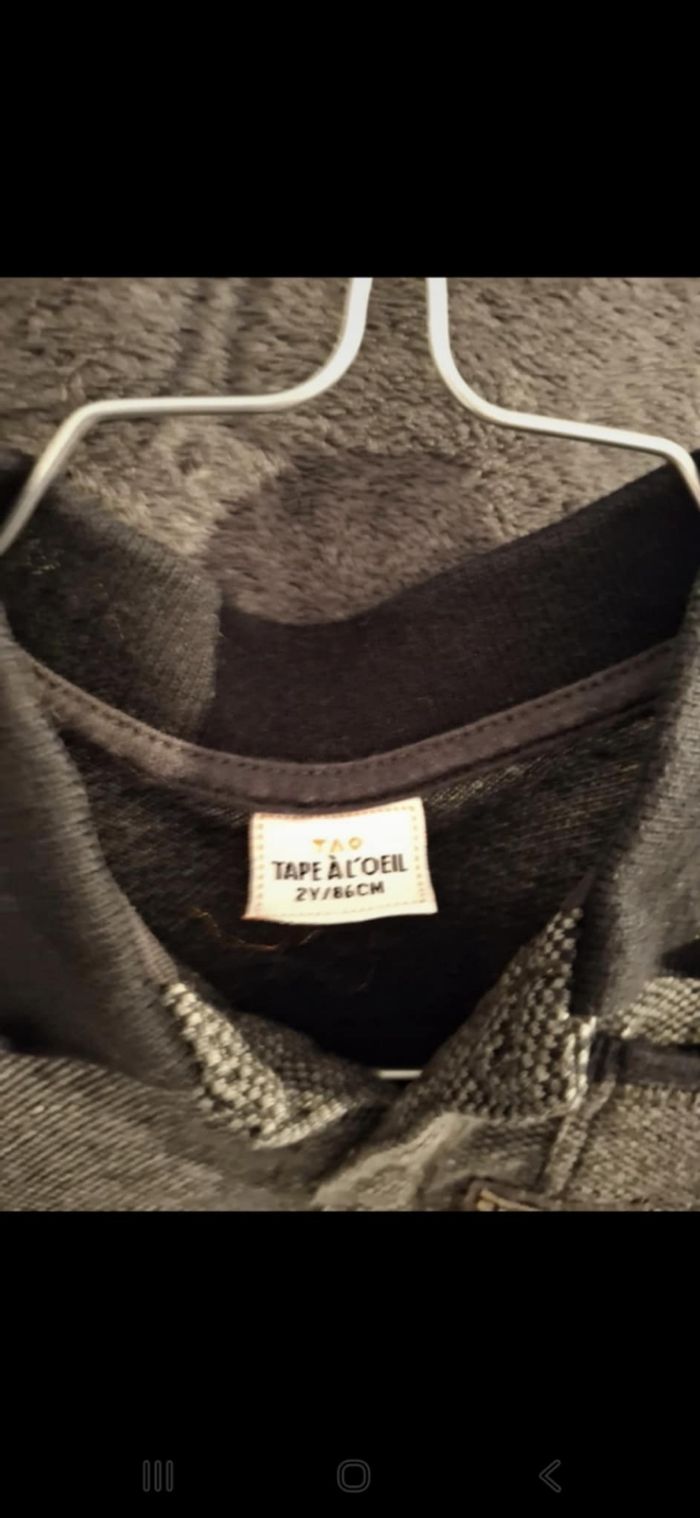 TAO
TAPE À L'OEIL
2Y/86CM